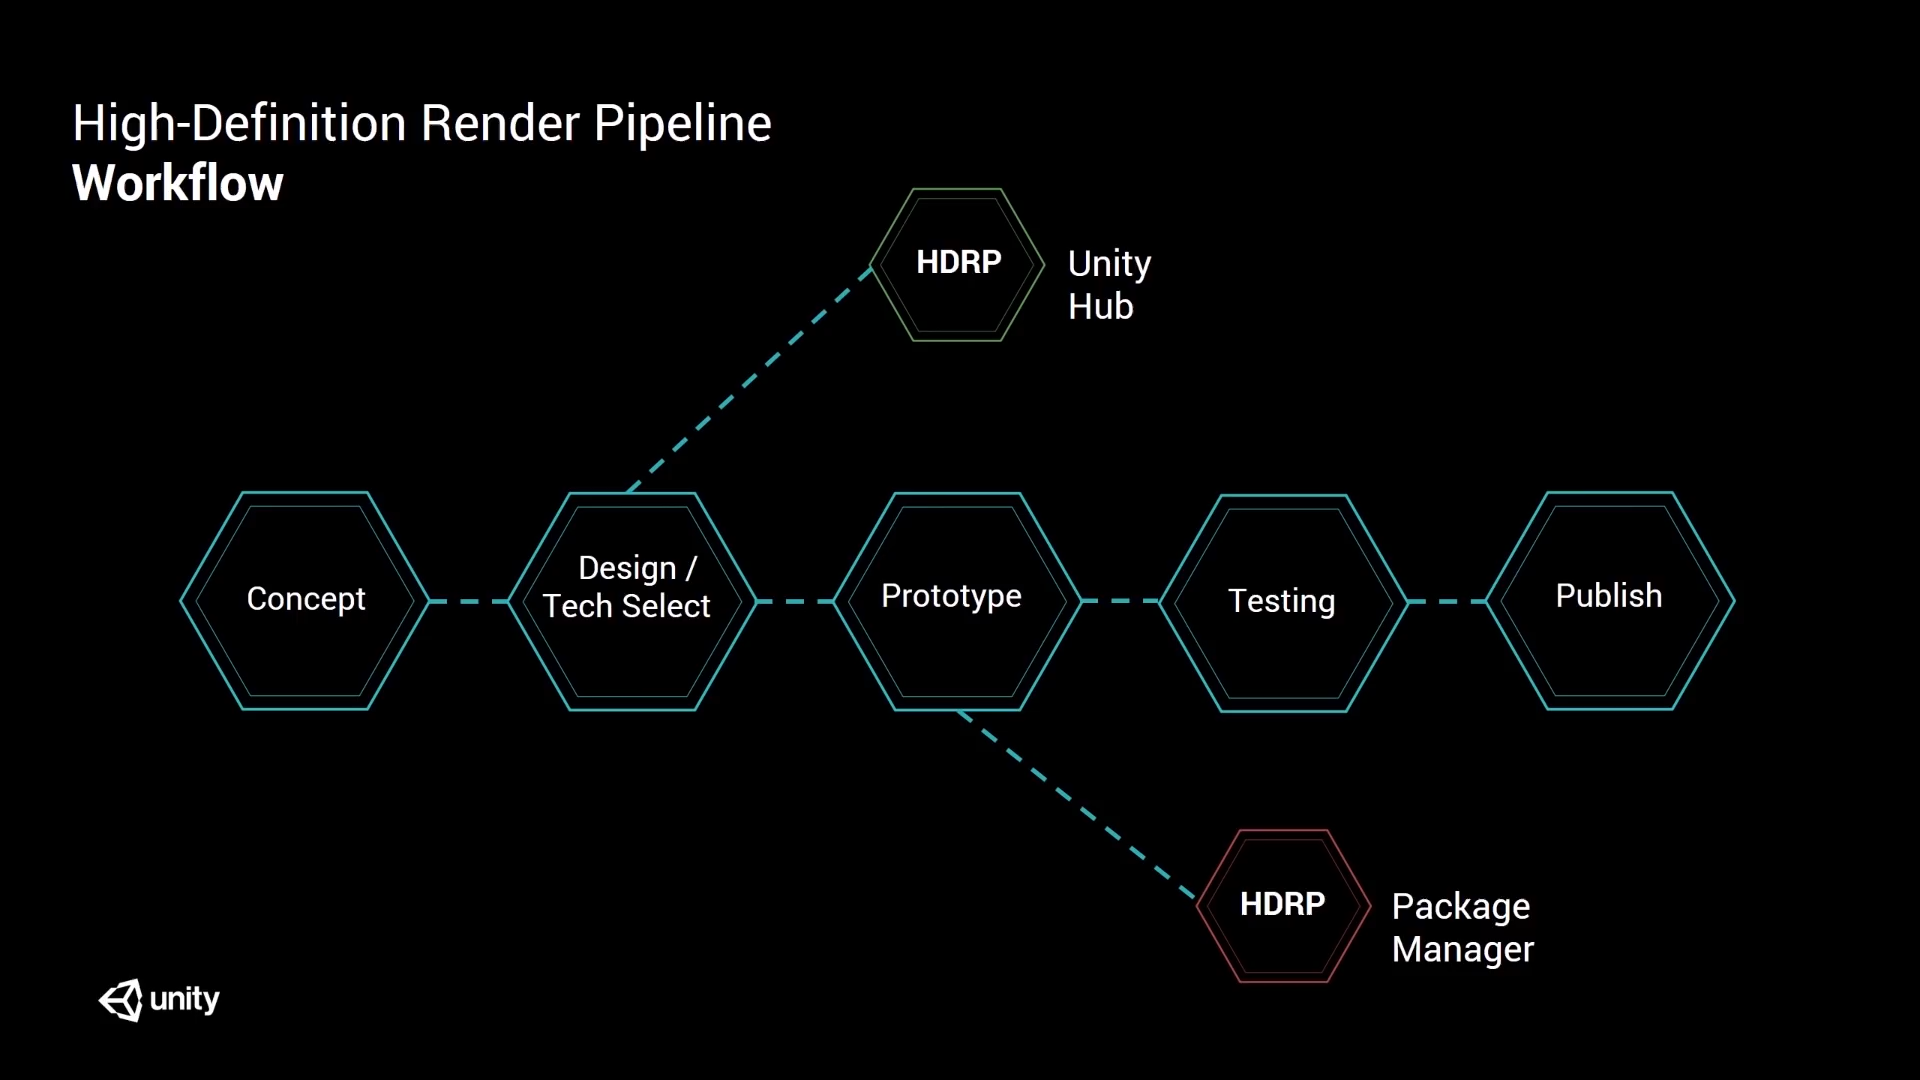 High-Definition Render Pipeline
Workflow
HDRP
Unity
Hub
Concept
Design /
Tech Select
Prototype
Testing
Publish
HDRP
Package
Manager
unity